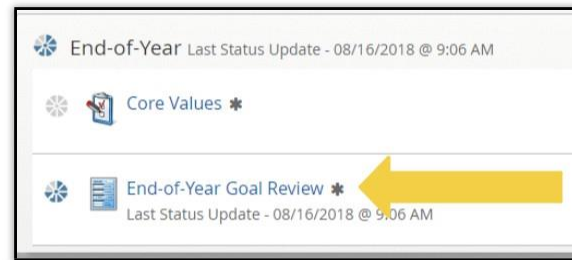 End-of-Year Last Status Update - 08/16/2018 @ 9:06 AM
Core Values ✱
End-of-Year Goal Review ✱
Last Status Update - 08/16/2018 @ 9:06 AM